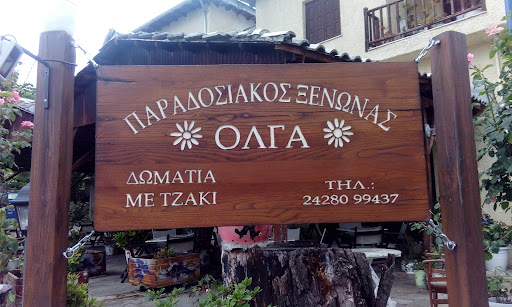 ΠΑΡΑΔΟΣΙΑΚΟΣ ΞΕΝΩΝΑΣ
ΟΛΓΑ
ΔΩΜΑΤΙΑ
ΜΕ ΤΖΑΚΙ
ΤΗΛ.:
24280 99437